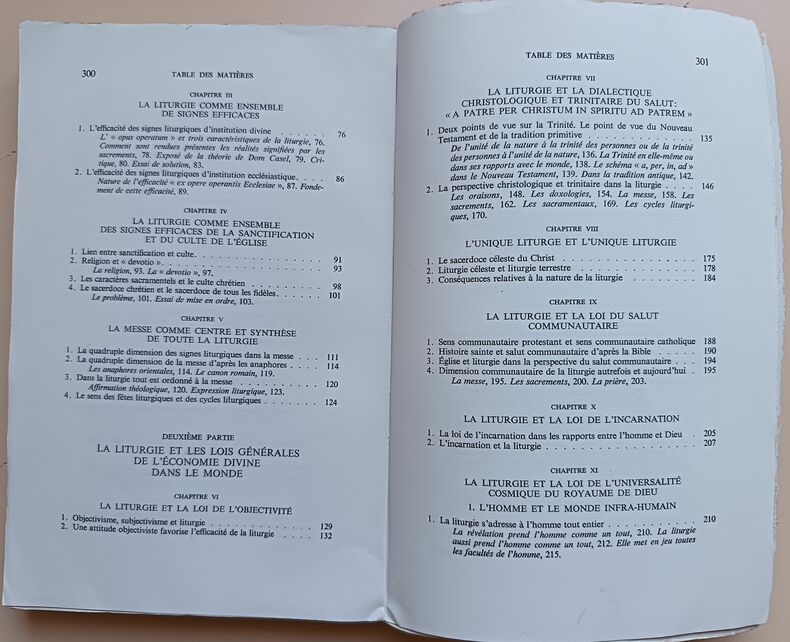 300 TABLE DES MATIÈRES
CHAPITRE III
LA LITURGIE COMME ENSEMBLE
DE SIGNES EFFICACES
1. L'efficacité des signes liturgiques d'institution divine . . . . . . . 76
L' « opus operatum » et trois caractéristiques de la liturgie, 76.
Comment sont rendues présentes les réalités signifiées par les
sacrements, 78. Exposé de la théorie de Dom Casel, 79. Cri-
tique, 80. Essai de solution, 83.
2. L'efficacité des signes liturgiques d'institution ecclésiastique. . . . 86
Nature de l'efficacité « ex opere operantis Ecclesiae », 87. Fonde-
ment de cette efficacité, 89.
CHAPITRE IV
LA LITURGIE COMME ENSEMBLE
DES SIGNES EFFICACES DE LA SANCTIFICATION
ET DU CULTE DE L'ÉGLISE
1. Lien entre sanctification et culte. . . . . . . . . . . . . . . . 91
2. Religion et « devotio ». . . . . . . . . . . . . . . . . . . . 93
La religion, 93. La « devotio », 97.
3. Les caractères sacramentels et le culte chrétien . . . . . . . . 98
4. Le sacerdoce chrétien et le sacerdoce de tous les fidèles. . . . . . 101
Le problème, 101. Essai de mise en ordre, 103.
CHAPITRE V
LA MESSE COMME CENTRE ET SYNTHÈSE
DE TOUTE LA LITURGIE
1. La quadruple dimension des signes liturgiques dans la messe . . . 111
2. La quadruple dimension de la messe d'après les anaphores . . . . 114
Les anaphores orientales, 114. Le canon romain, 119.
3. Dans la liturgie tout est ordonné à la messe . . . . . . . . . 120
Affirmation théologique, 120. Expression liturgique, 123.
4. Le sens des fêtes liturgiques et des cycles liturgiques . . . . . . . 124
DEUXIÈME PARTIE
LA LITURGIE ET LES LOIS GÉNÉRALES
DE L'ÉCONOMIE DIVINE
DANS LE MONDE
CHAPITRE VI
LA LITURGIE ET LA LOI DE L'OBJECTIVITÉ
1. Objectivisme, subjectivisme et liturgie . . . . . . . . . . . . . 129
2. Une attitude objectiviste favorise l'efficacité de la liturgie . . . . . 132
TABLE DES MATIÈRES 301
CHAPITRE VII
LA LITURGIE ET LA DIALECTIQUE
CHRISTOLOGIQUE ET TRINITAIRE DU SALUT:
« A PATRE PER CHRISTUM IN SPIRITU AD PATREM »
1. Deux points de vue sur la Trinité. Le point de vue du Nouveau
Testament et de la tradition primitive . . . . . . . . . . . . . 135
De l'unité de la nature à la trinité des personnes ou de la trinité
des personnes à l'unité de la nature, 136. La Trinité en elle-même ou
dans ses rapports avec le monde, 138. Le schéma « a, per, in, ad »
dans le Nouveau Testament, 139. Dans la tradition antique, 142.
2. La perspective christologique et trinitaire dans la liturgie . . . . . 146
Les oraisons, 148. Les doxologies, 154. La messe, 158. Les
sacrements, 162. Les sacramentaux, 169. Les cycles liturgi-
ques, 170.
CHAPITRE VIII
L'UNIQUE LITURGE ET L'UNIQUE LITURGIE
1. Le sacerdoce céleste du Christ . . . . . . . . . . . . . . . . 175
2. Liturgie céleste et liturgie terrestre . . . . . . . . . . . . . . 178
3. Conséquences relatives à la nature de la liturgie . . . . . . . . . 184
CHAPITRE IX
LA LITURGIE ET LA LOI DU SALUT
COMMUNAUTAIRE
1. Sens communautaire protestant et sens communautaire catholique 188
2. Histoire sainte et salut communautaire d'après la Bible . . . . . . 190
3. Église et liturgie dans la perspective du salut communautaire . . . . 194
4. Dimension communautaire de la liturgie autrefois et aujourd'hui . 195
La messe, 195. Les sacrements, 200. La prière, 203.
CHAPITRE X
LA LITURGIE ET LA LOI DE L'INCARNATION
1. La loi de l'incarnation dans les rapports entre l'homme et Dieu . 205
2. L'incarnation et la liturgie . . . . . . . . . . . . . . . . . . 207
CHAPITRE XI
LA LITURGIE ET LA LOI DE L'UNIVERSALITÉ
COSMIQUE DU ROYAUME DE DIEU
1. L'HOMME ET LE MONDE INFRA-HUMAIN
1. La liturgie s'adresse à l'homme tout entier . . . . . . . . . . . 210
La révélation prend l'homme comme un tout, 210. La liturgie
aussi prend l'homme comme un tout, 212. Elle met en jeu toutes
les facultés de l'homme, 215.